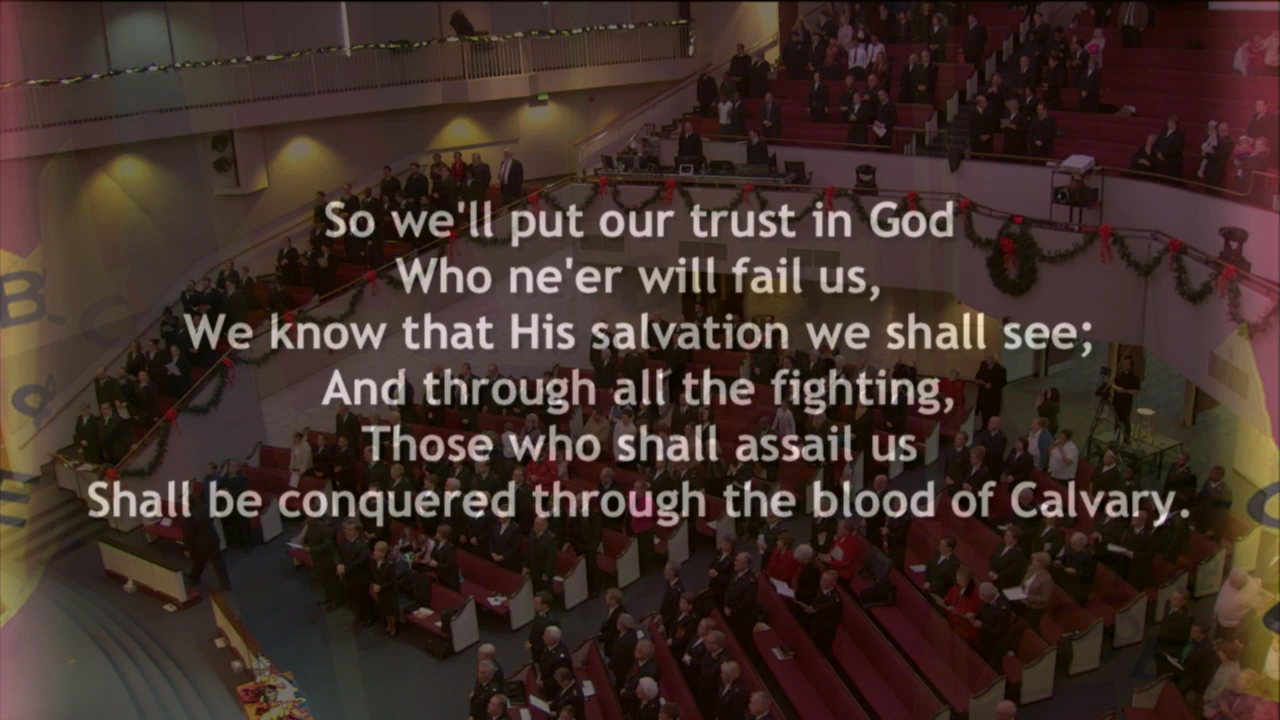 So we'll put our trust in God
Who ne'er will fail us,
We know that His salvation we shall see;
And through all the fighting,
Those who shall assail us
Shall be conquered through the blood of Calvary.